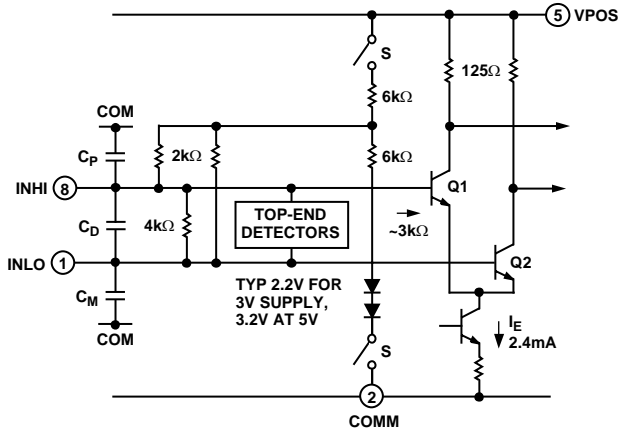 5 VPOS
S
125Ω
6kΩ
COM
2kΩ
6kΩ
CP
INHI 8
Q1
CD
4kΩ
TOP-END
DETECTORS
~3kΩ
INLO 1
Q2
CM
TYP 2.2V FOR
3V SUPPLY,
3.2V AT 5V
COM
S
IE
2.4mA
2
COMM